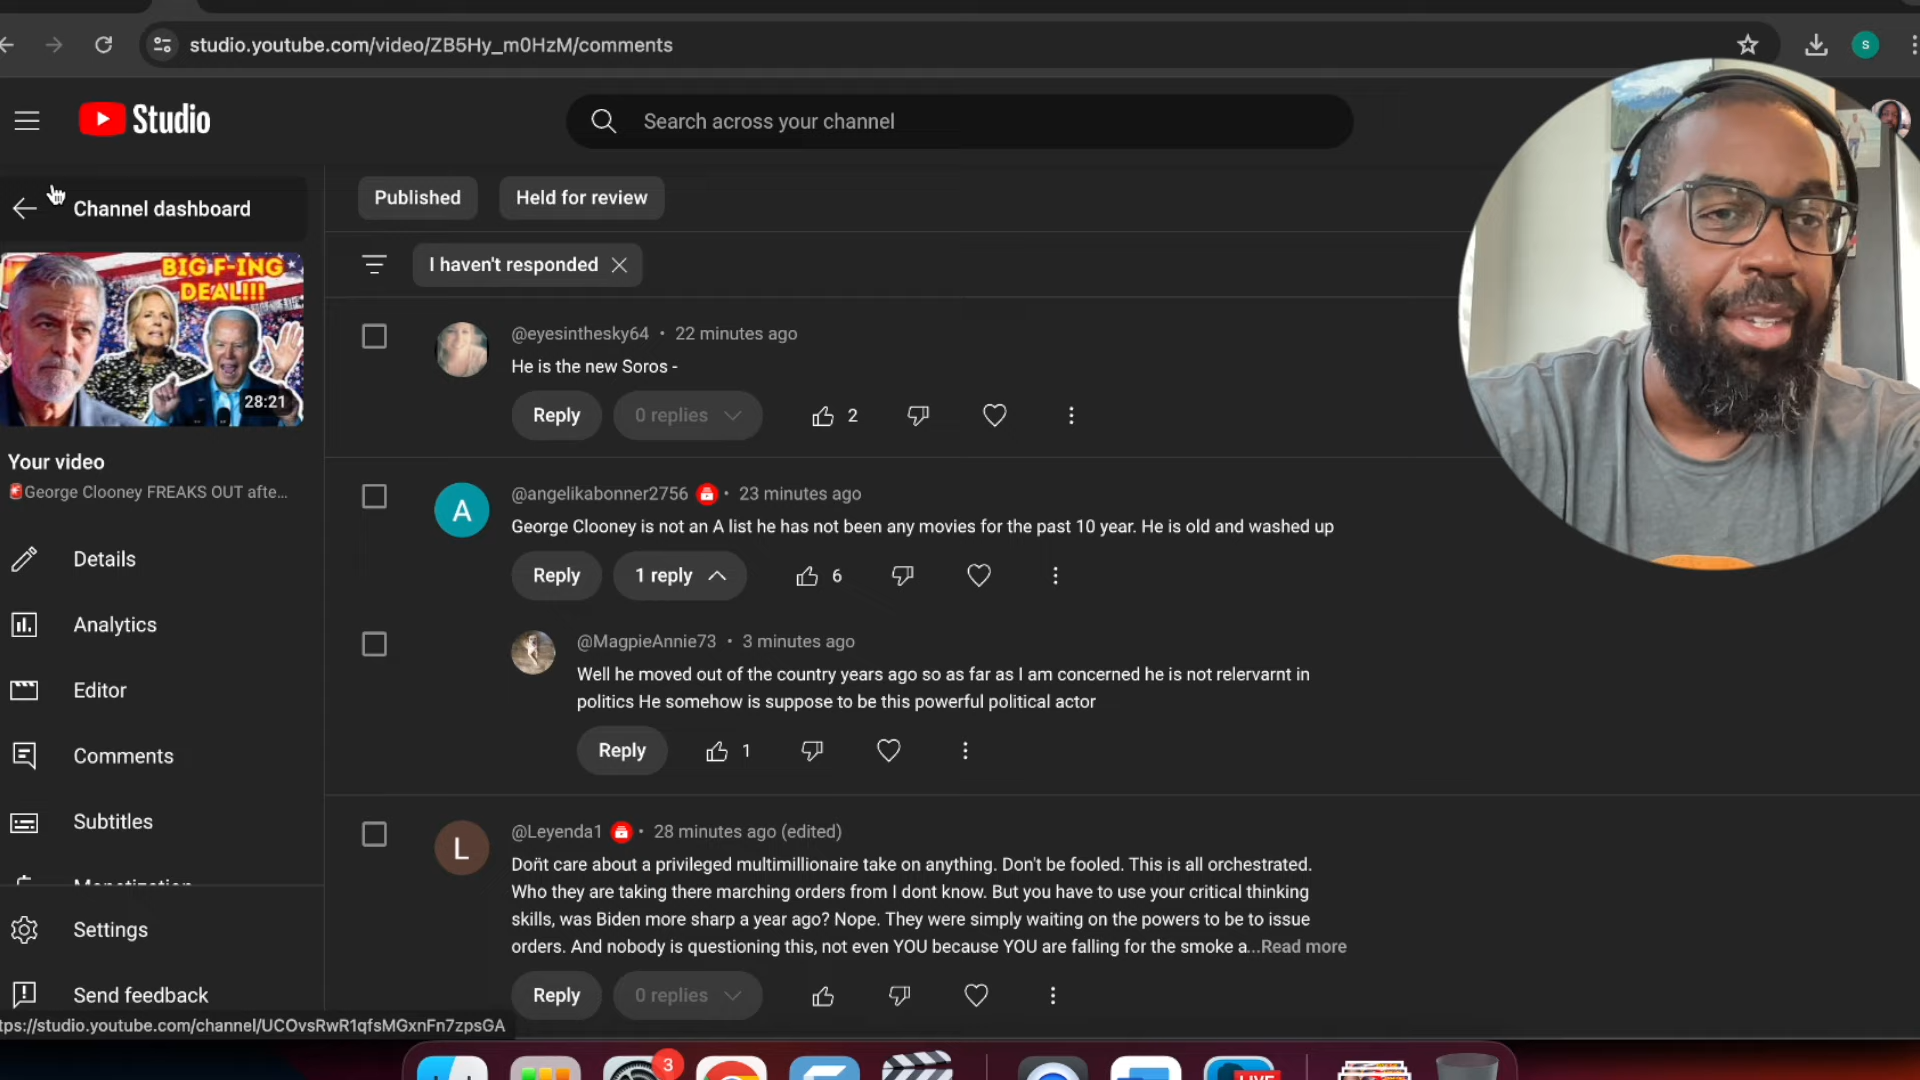 studio.youtube.com/video/ZB5Hy_m0HzM/comments
S
Studio
Search across your channel
Channel dashboard
Published
Held for review
I haven't responded
BIG F-ING
DEAL!!!
28:21
Your video
George Clooney FREAKS OUT afte...
Details
Analytics
Editor
Comments
Subtitles
Monetization
Settings
Send feedback
tps://studio.youtube.com/channel/UCOvsRwR1qfsMGxnFn7zpsGA
@eyesinthesky64 • 22 minutes ago
He is the new Soros -
Reply
0 replies
2
A
@angelikabonner2756 • 23 minutes ago
George Clooney is not an A list he has not been any movies for the past 10 year. He is old and washed up
Reply
1 reply
6
@MagpieAnnie73 • 3 minutes ago
Well he moved out of the country years ago so as far as I am concerned he is not relervarnt in
politics He somehow is suppose to be this powerful political actor
Reply
1
L
@Leyenda1 • 28 minutes ago (edited)
Don't care about a privileged multimillionaire take on anything. Don't be fooled. This is all orchestrated.
Who they are taking there marching orders from I dont know. But you have to use your critical thinking
skills, was Biden more sharp a year ago? Nope. They were simply waiting on the powers to be to issue
orders. And nobody is questioning this, not even YOU because YOU are falling for the smoke a...Read more
Reply
0 replies
3
LIVE